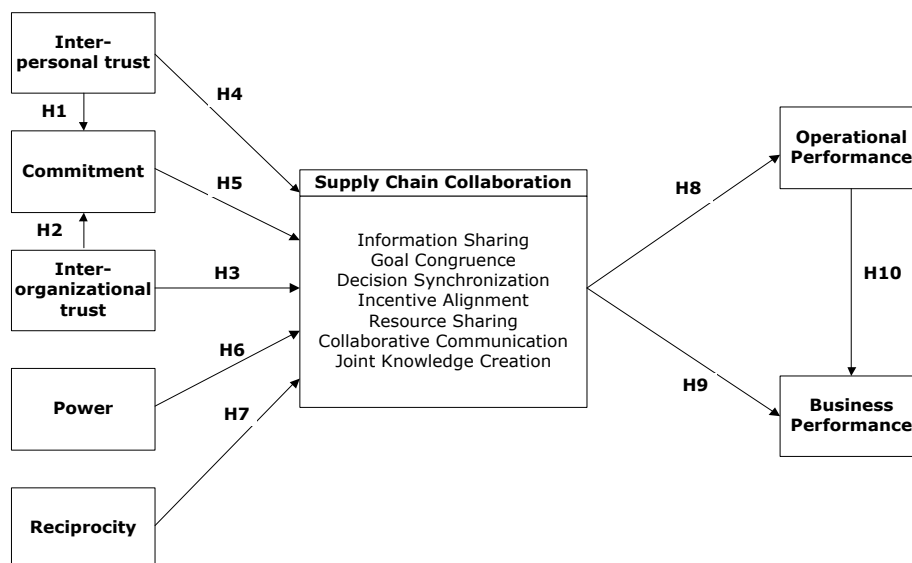 Inter-
personal trust
H1
H4
Commitment
H5
H2
Inter-
organizational
trust
H3
Power
H6
Reciprocity
H7
Supply Chain Collaboration
Information Sharing
Goal Congruence
Decision Synchronization
Incentive Alignment
Resource Sharing
Collaborative Communication
Joint Knowledge Creation
H8
H9
Operational
Performance
H10
Business
Performance